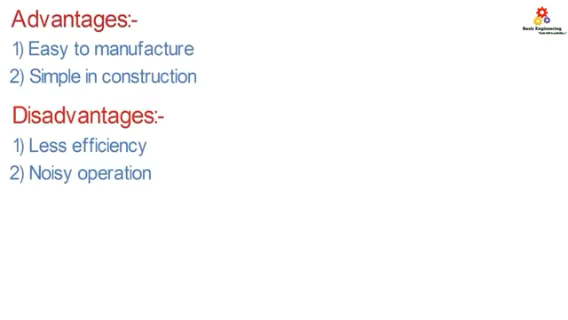 Advantages:-
1) Easy to manufacture
2) Simple in construction
Disadvantages:-
1) Less efficiency
2) Noisy operation
Basic Engineering